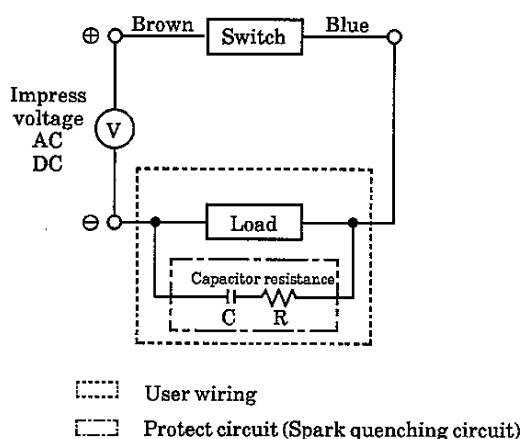 ⊕ Brown Switch Blue
Impress
voltage
AC
DC
V
⊖ Load
Capacitor resistance
C R
User wiring
Protect circuit (Spark quenching circuit)